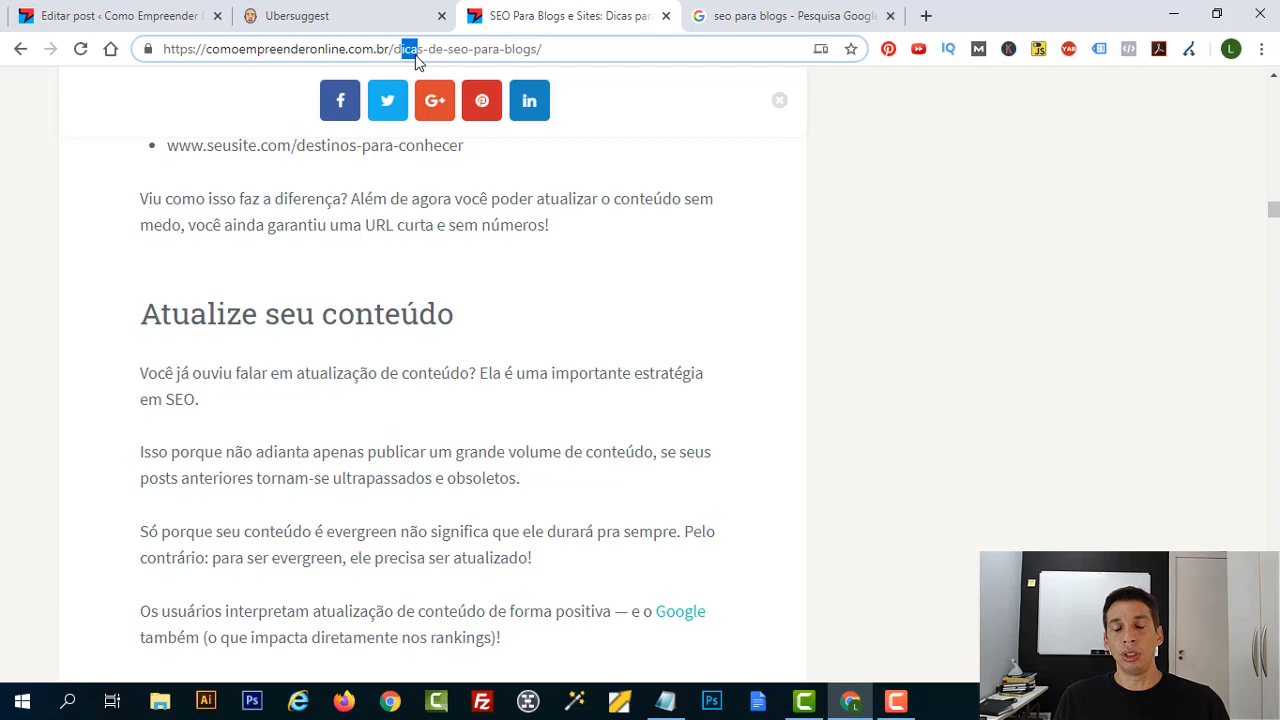 Editar post ‹ Como Empreender
Ubersuggest
SEO Para Blogs e Sites: Dicas para
seo para blogs - Pesquisa Google
https://comoempreenderonline.com.br/dicas-de-seo-para-blogs/
www.seusite.com/destinos-para-conhecer
Viu como isso faz a diferença? Além de agora você poder atualizar o conteúdo sem
medo, você ainda garantiu uma URL curta e sem números!
Atualize seu conteúdo
Você já ouviu falar em atualização de conteúdo? Ela é uma importante estratégia
em SEO.
Isso porque não adianta apenas publicar um grande volume de conteúdo, se seus
posts anteriores tornam-se ultrapassados e obsoletos.
Só porque seu conteúdo é evergreen não significa que ele durará pra sempre. Pelo
contrário: para ser evergreen, ele precisa ser atualizado!
Os usuários interpretam atualização de conteúdo de forma positiva — e o Google
também (o que impacta diretamente nos rankings)!